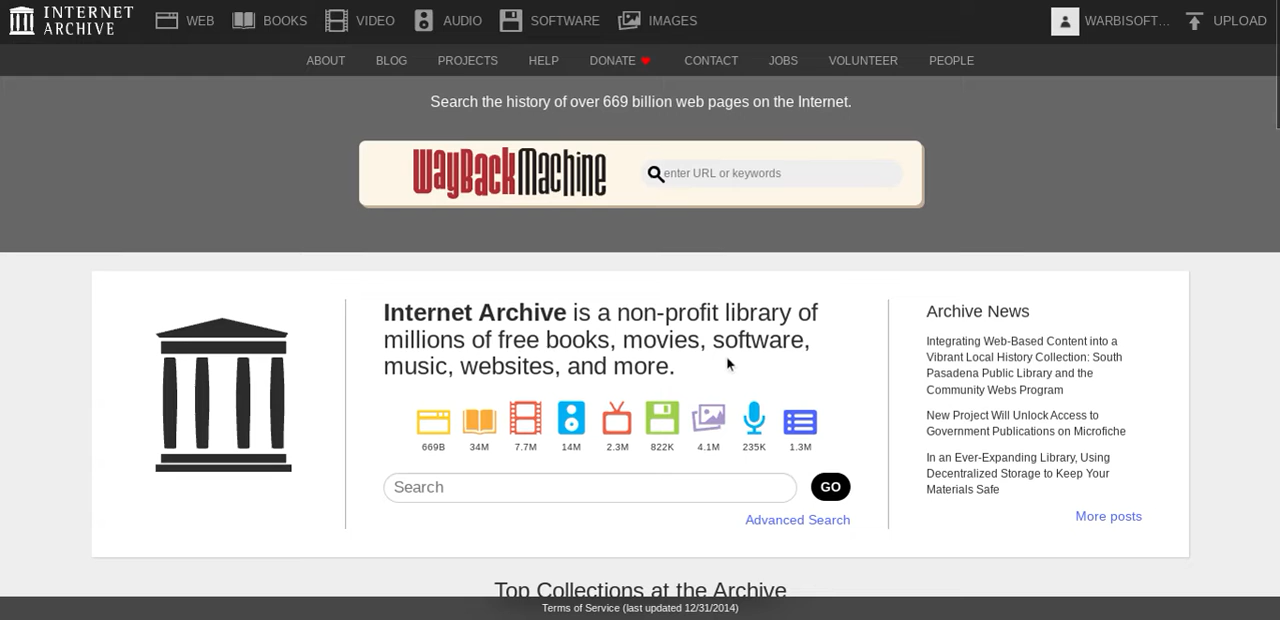 INTERNET ARCHIVE WEB BOOKS VIDEO AUDIO SOFTWARE IMAGES WARBISOFT... UPLOAD
ABOUT BLOG PROJECTS HELP DONATE CONTACT JOBS VOLUNTEER PEOPLE
Search the history of over 669 billion web pages on the Internet.
WayBackMachine enter URL or keywords
Internet Archive is a non-profit library of
millions of free books, movies, software,
music, websites, and more.
669B 34M 7.7M 14M 2.3M 822K 4.1M 235K 1.3M
Search GO
Advanced Search
Archive News
Integrating Web-Based Content into a
Vibrant Local History Collection: South
Pasadena Public Library and the
Community Webs Program
New Project Will Unlock Access to
Government Publications on Microfiche
In an Ever-Expanding Library, Using
Decentralized Storage to Keep Your
Materials Safe
More posts
Top Collections at the Archive
Terms of Service (last updated 12/31/2014)